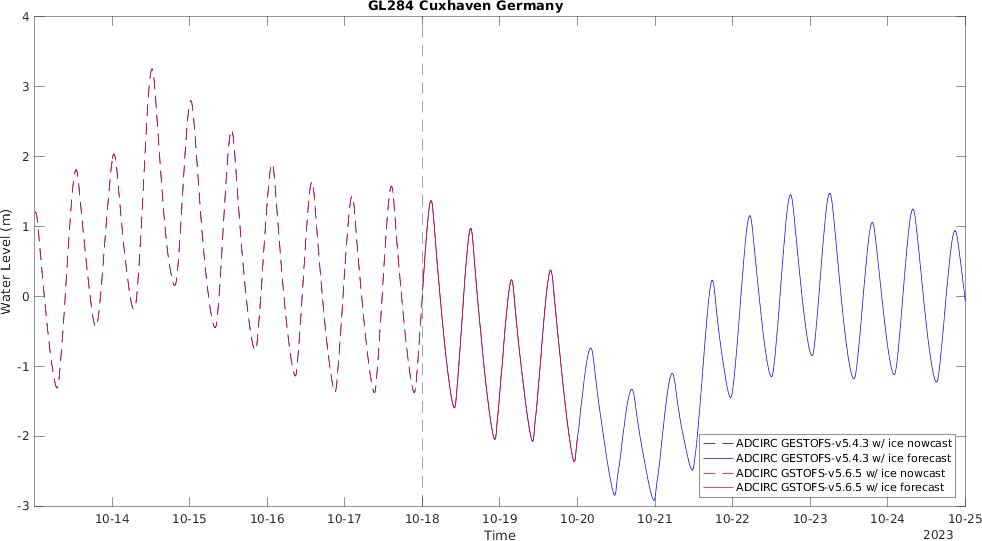 GL284 Cuxhaven Germany
4
3
2
1
0
-1
-2
-3
Water Level (m)
10-14 10-15 10-16 10-17 10-18 10-19 10-20 10-21 10-22 10-23 10-24 10-25
Time
2023
ADCIRC GESTOFS-v5.4.3 w/ ice nowcast
ADCIRC GESTOFS-v5.4.3 w/ ice forecast
ADCIRC GSTOFS-v5.6.5 w/ ice nowcast
ADCIRC GSTOFS-v5.6.5 w/ ice forecast